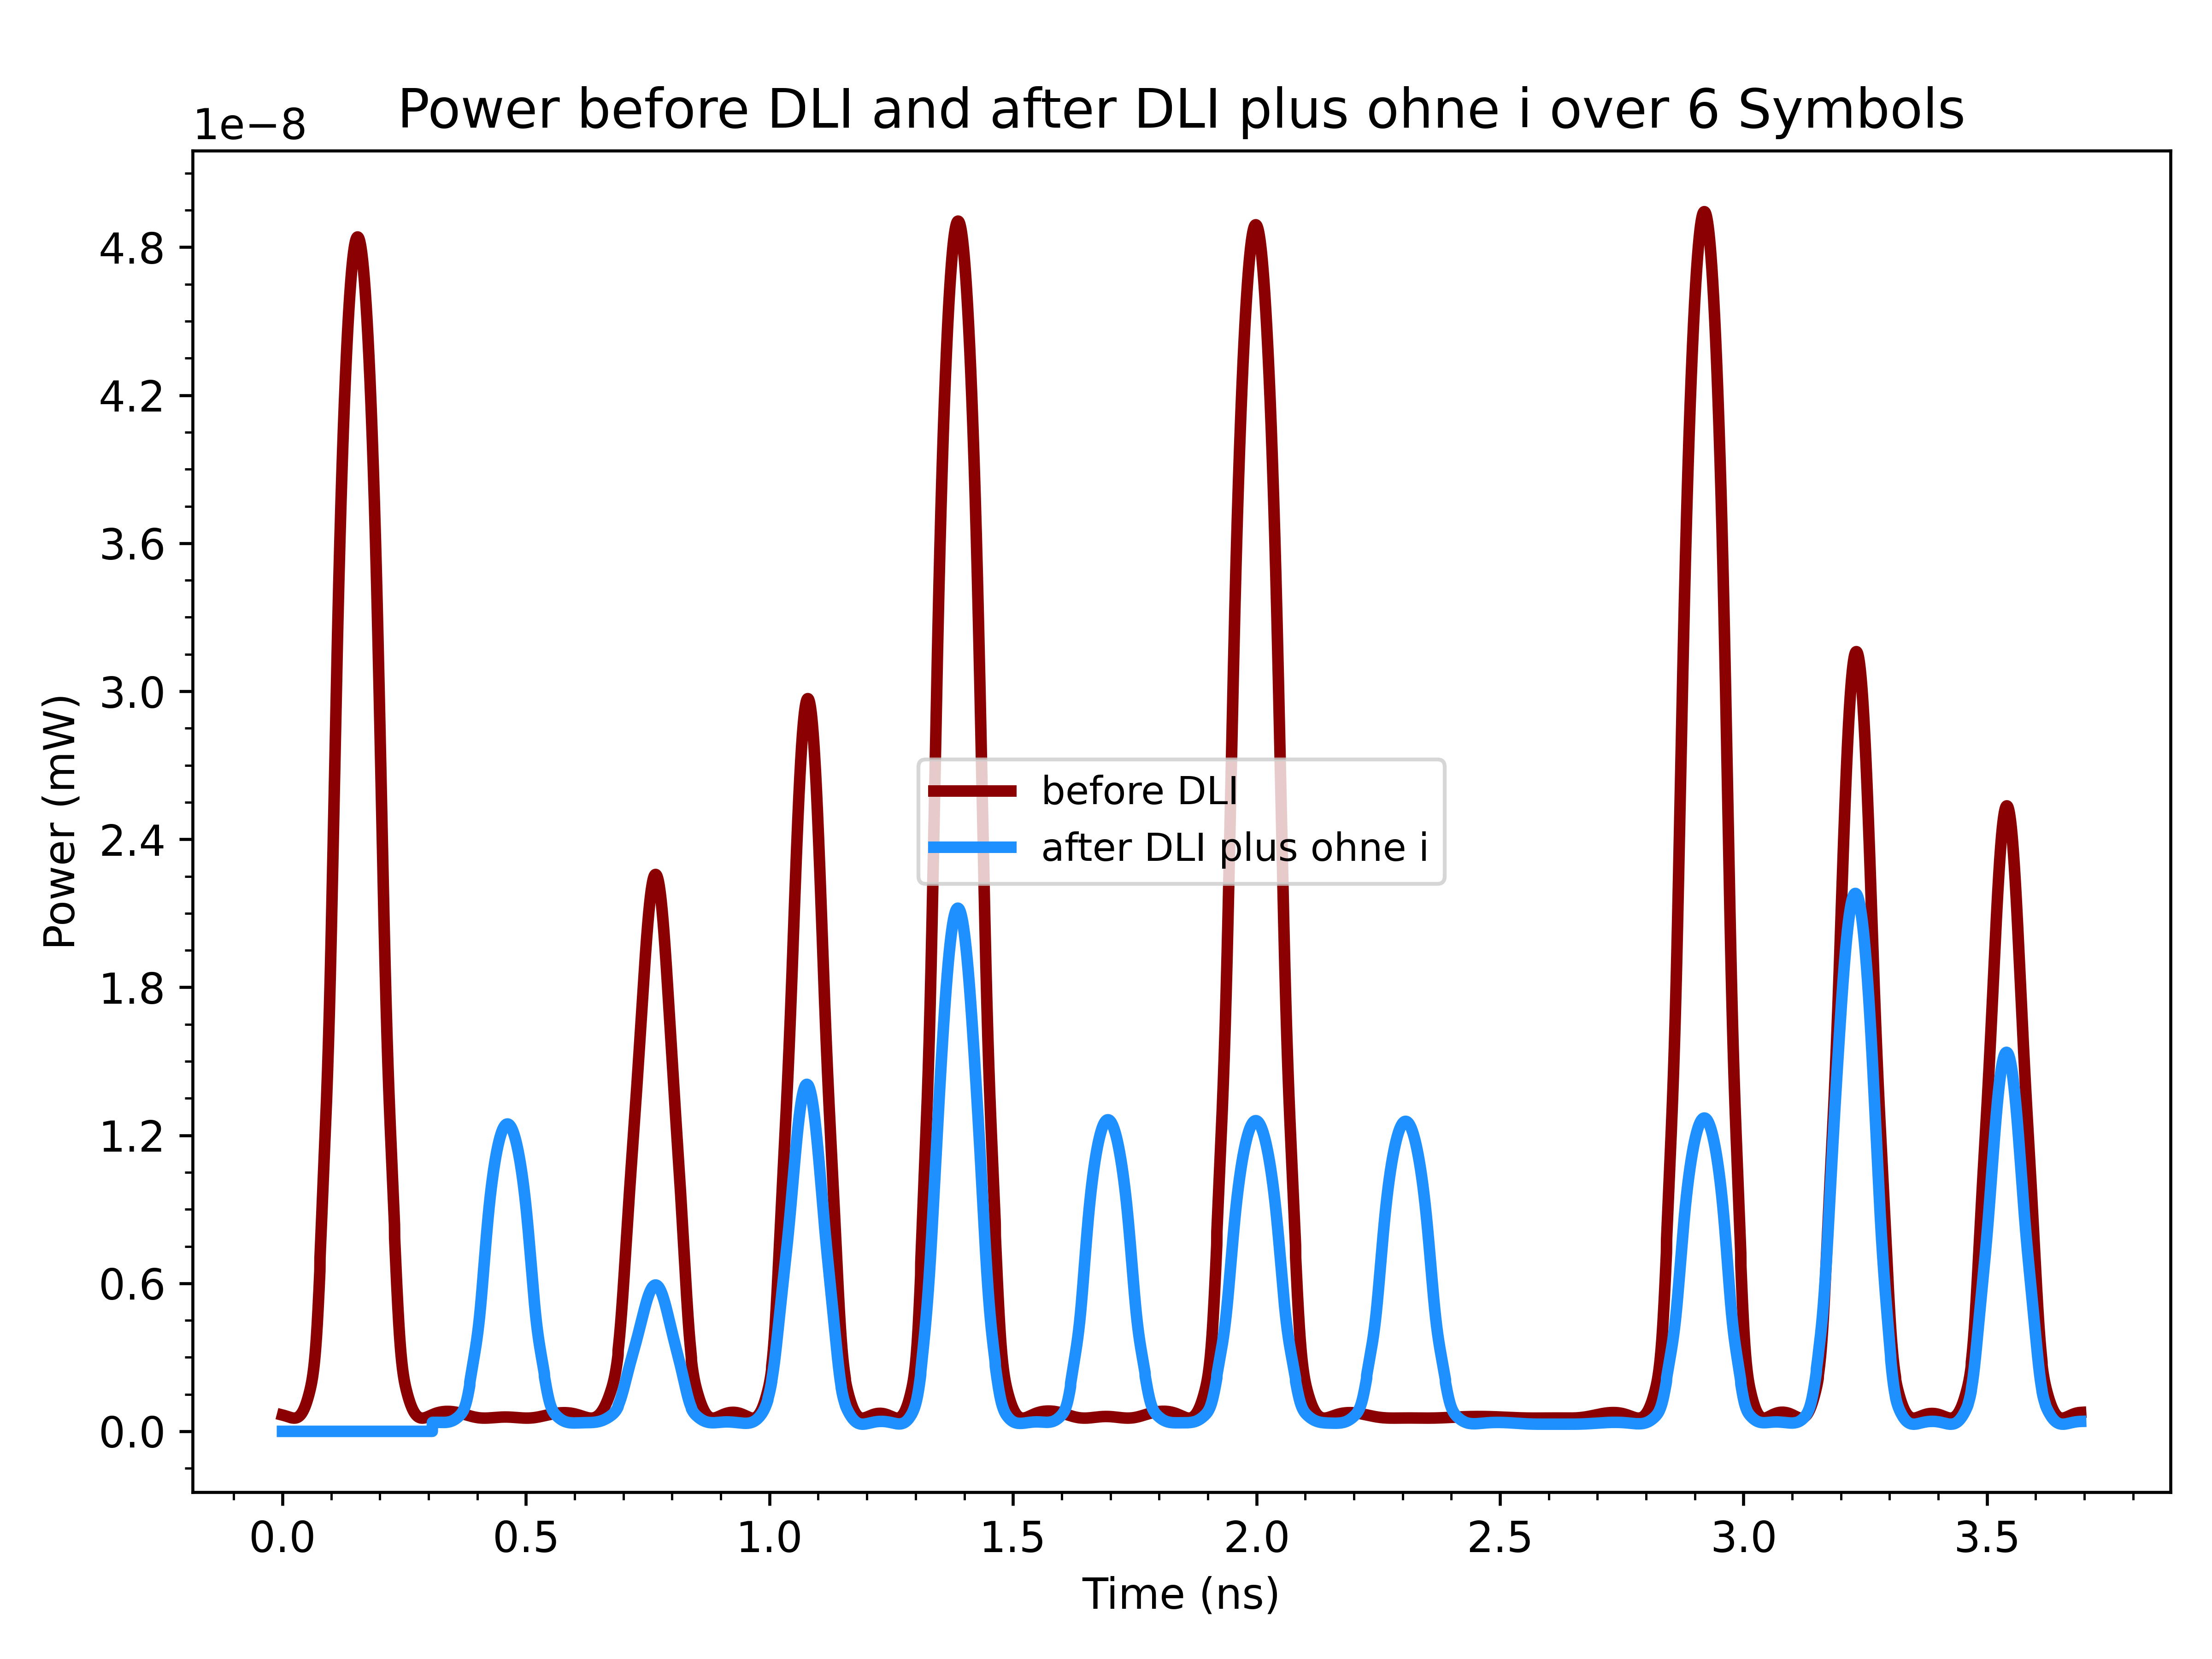 Power before DLI and after DLI plus ohne i over 6 Symbols
1e−8
4.8
4.2
3.6
3.0
2.4
1.8
1.2
0.6
0.0
Power (mW)
before DLI
after DLI plus ohne i
0.0 0.5 1.0 1.5 2.0 2.5 3.0 3.5
Time (ns)